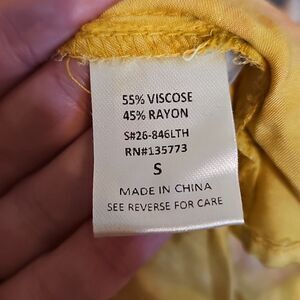 55% VISCOSE
45% RAYON
S#26-846LTH
RN#135773
S
MADE IN CHINA
SEE REVERSE FOR CARE